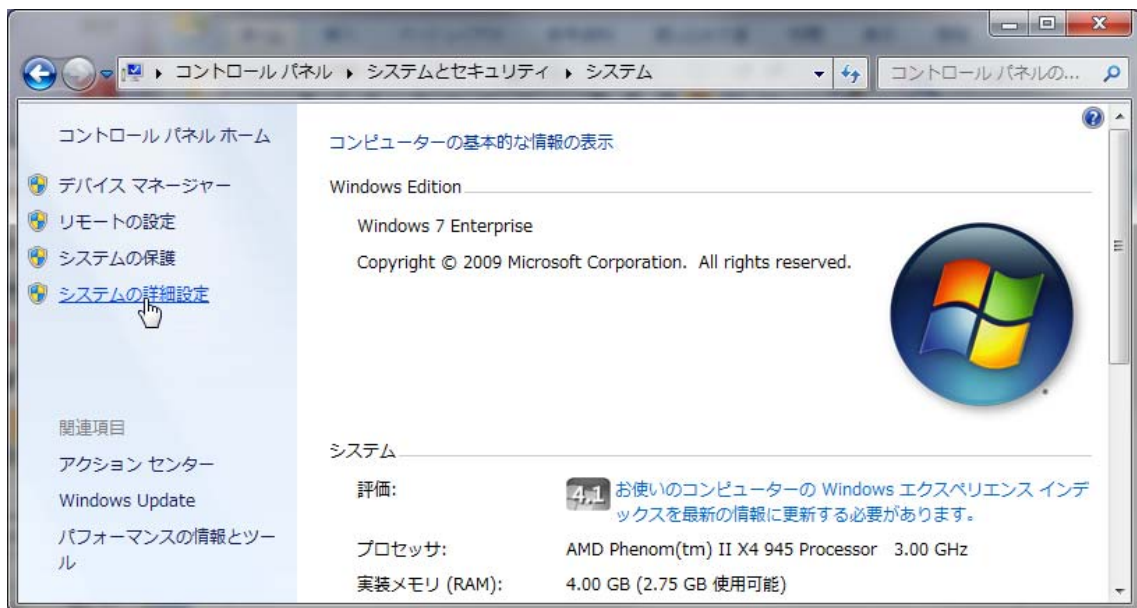 コントロール パネル ▸ システムとセキュリティ ▸ システム
コントロール パネルの...
コントロール パネル ホーム
デバイス マネージャー
リモートの設定
システムの保護
システムの詳細設定
関連項目
アクション センター
Windows Update
パフォーマンスの情報とツー
ル
コンピューターの基本的な情報の表示
Windows Edition
Windows 7 Enterprise
Copyright © 2009 Microsoft Corporation. All rights reserved.
システム
評価:
4.1 お使いのコンピューターの Windows エクスペリエンス インデ
ックスを最新の情報に更新する必要があります。
プロセッサ: AMD Phenom(tm) II X4 945 Processor 3.00 GHz
実装メモリ (RAM): 4.00 GB (2.75 GB 使用可能)